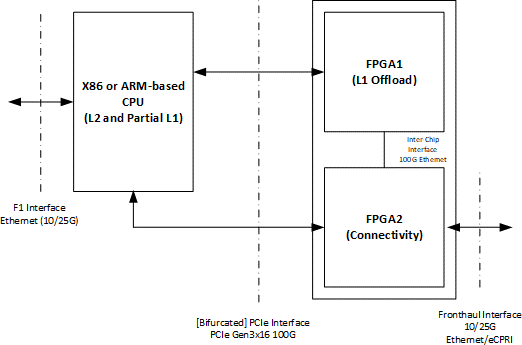 X86 or ARM-based
CPU
(L2 and Partial L1)
FPGA1
(L1 Offload)
Inter Chip
Interface
100G Ethernet
F1 Interface
Ethernet (10/25G)
FPGA2
(Connectivity)
[Bifurcated] PCIe Interface
PCIe Gen3x16 100G
Fronthaul Interface
10/25G
Ethernet/eCPRI